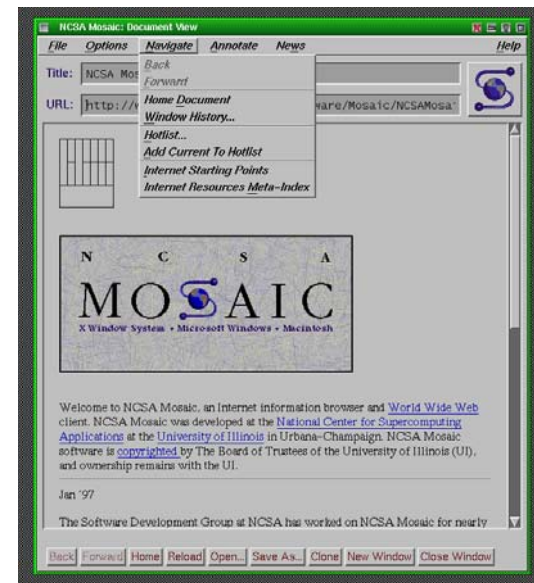 NCSA Mosaic: Document View
File Options Navigate Annotate News Help
Title: NCSA Mos
Back
Forward
URL: http://w
ware/Mosaic/NCSAMosa
Home Document
Window History...
Hotlist...
Add Current To Hotlist
Internet Starting Points
Internet Resources Meta-Index
N C S A
MOSAIC
X Window System • Microsoft Windows • Macintosh
Welcome to NCSA Mosaic, an Internet information browser and World Wide Web
client. NCSA Mosaic was developed at the National Center for Supercomputing
Applications at the University of Illinois in Urbana-Champaign. NCSA Mosaic
software is copyrighted by The Board of Trustees of the University of Illinois (UI),
and ownership remains with the UI.
Jan '97
The Software Development Group at NCSA has worked on NCSA Mosaic for nearly
Back Forward Home Reload Open... Save As... Clone New Window Close Window